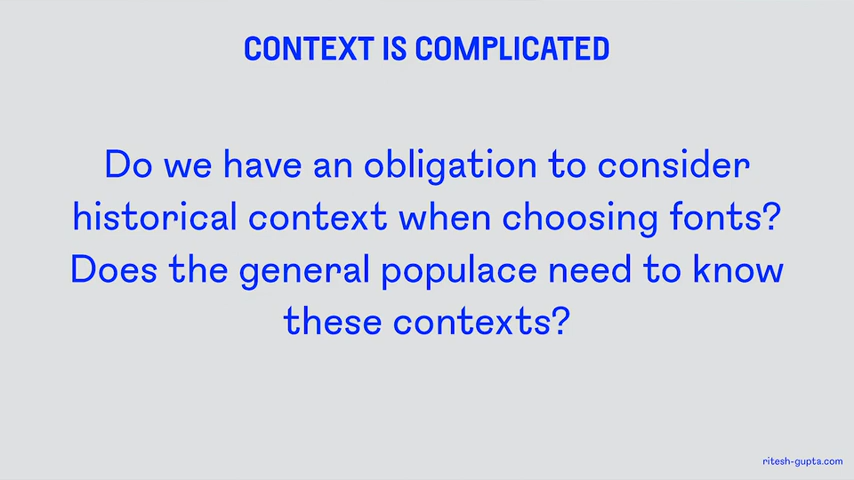 CONTEXT IS COMPLICATED
Do we have an obligation to consider
historical context when choosing fonts?
Does the general populace need to know
these contexts?
ritesh-gupta.com